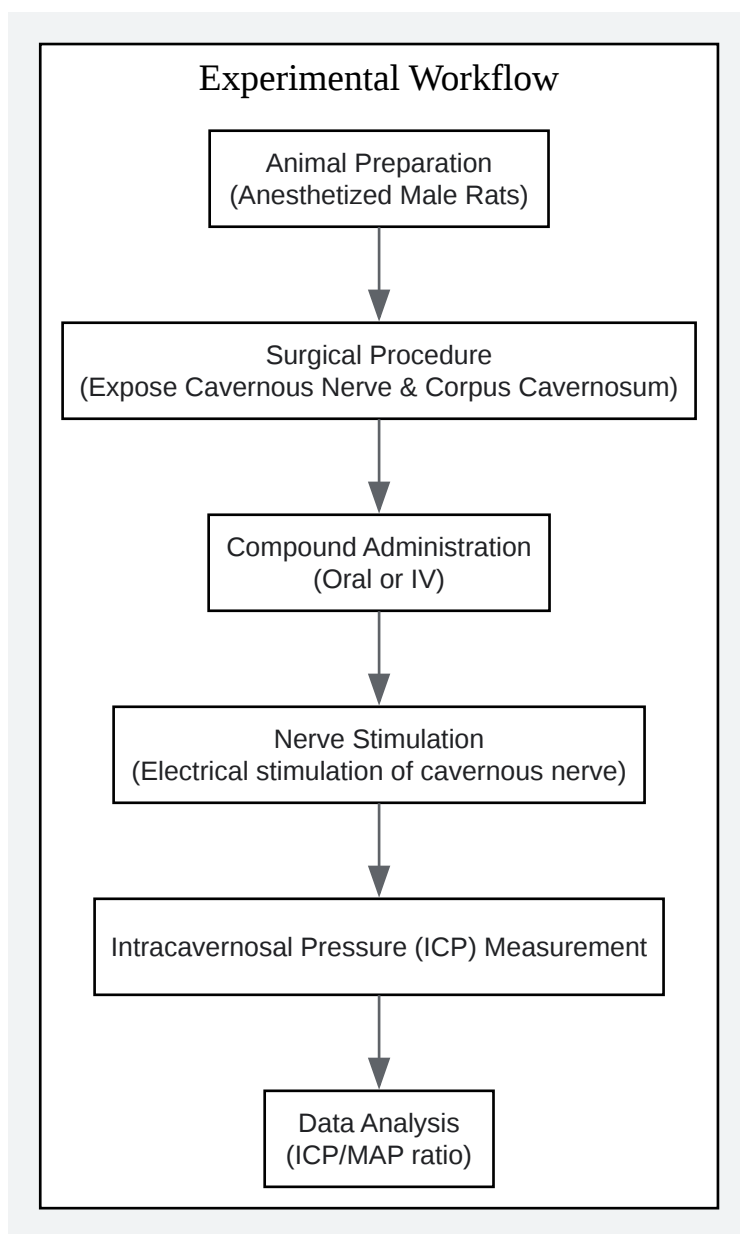 Experimental Workflow
Animal Preparation
(Anesthetized Male Rats)
Surgical Procedure
(Expose Cavernous Nerve & Corpus Cavernosum)
Compound Administration
(Oral or IV)
Nerve Stimulation
(Electrical stimulation of cavernous nerve)
Intracavernosal Pressure (ICP) Measurement
Data Analysis
(ICP/MAP ratio)